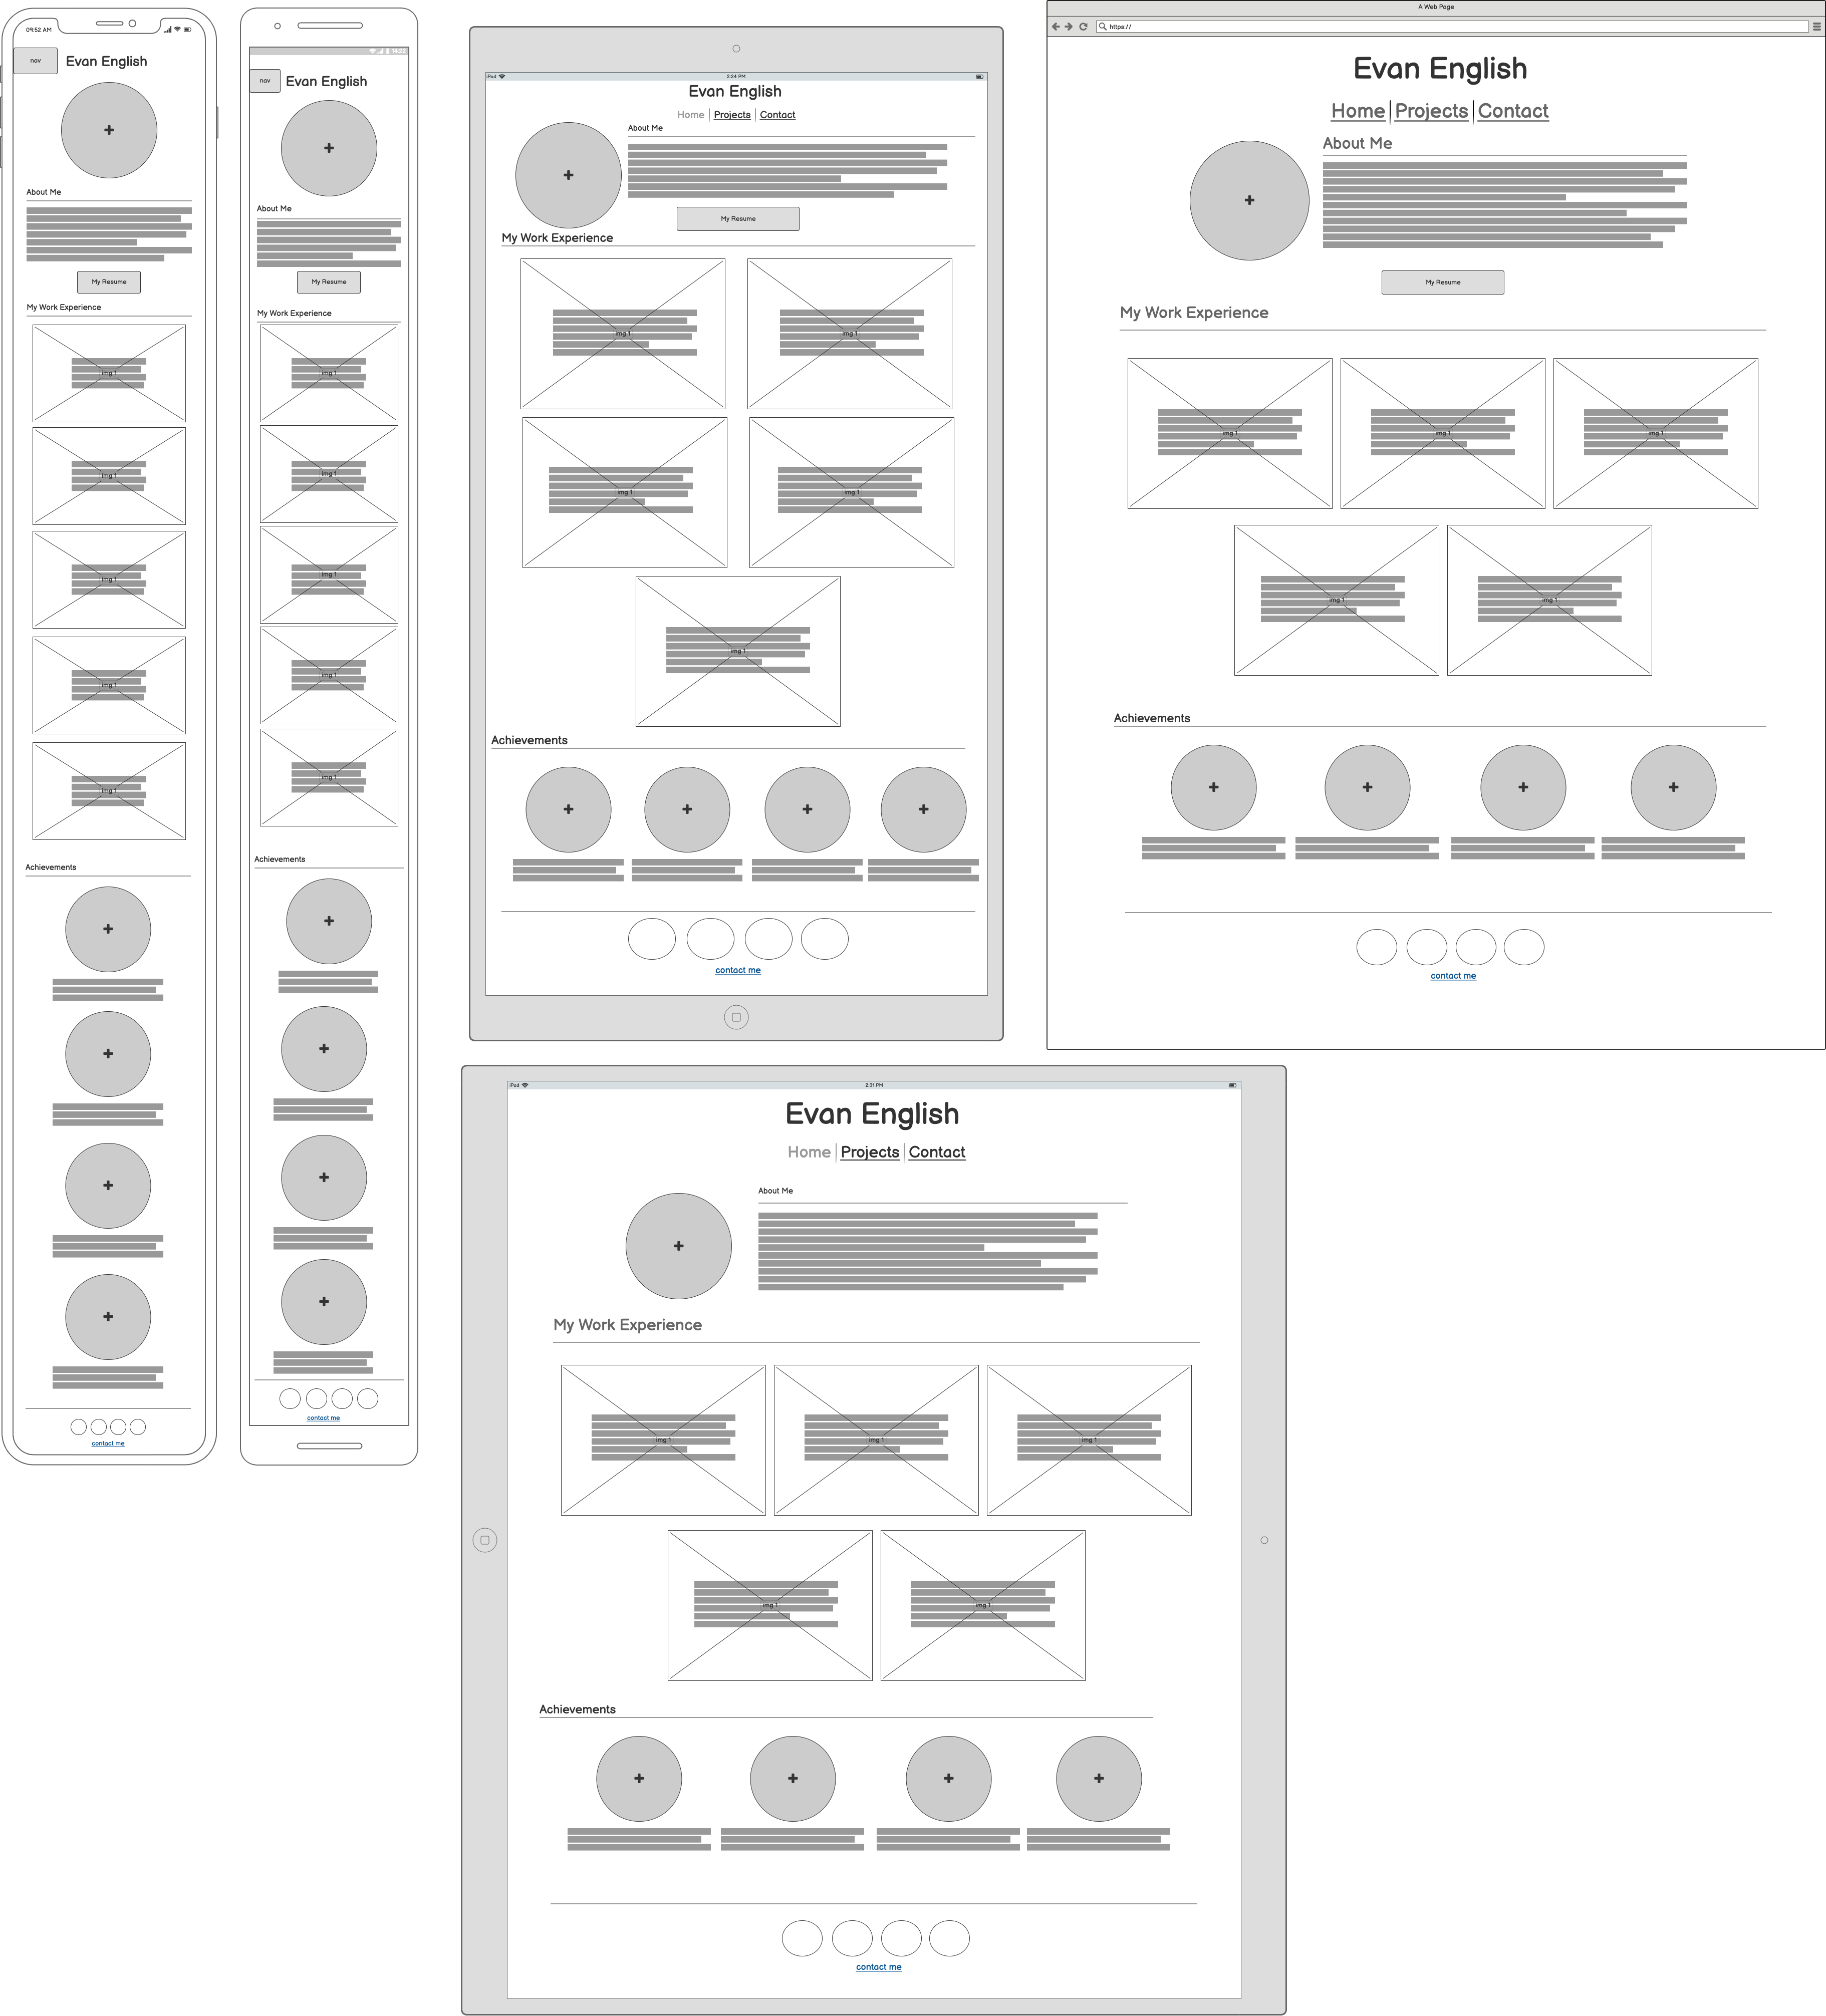 09:52 AM
nav
Evan English
About Me
My Resume
My Work Experience
img 1
img 1
img 1
img 1
img 1
Achievements
contact me
14:22
nav
Evan English
About Me
My Resume
My Work Experience
img 1
img 1
img 1
img 1
img 1
Achievements
contact me
iPad
2:24 PM
Evan English
Home Projects Contact
About Me
My Resume
My Work Experience
img 1 img 1
img 1 img 1
img 1
Achievements
contact me
A Web Page
https://
Evan English
Home Projects Contact
About Me
My Resume
My Work Experience
img 1 img 1 img 1
img 1 img 1
Achievements
contact me
iPad
2:31 PM
Evan English
Home Projects Contact
About Me
My Work Experience
img 1 img 1 img 1
img 1 img 1
Achievements
contact me